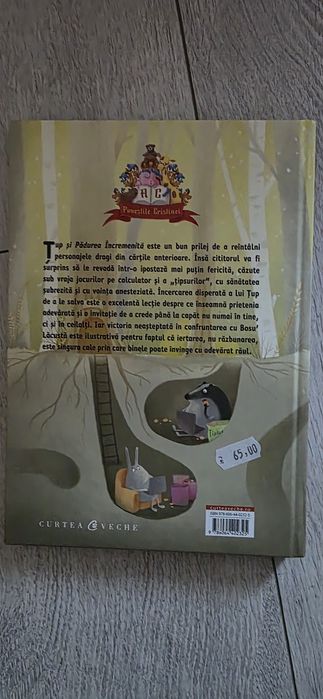 A C
Poveștile Cristinei
Țup și Pădurea Încremenită este un bun prilej de a reîntâlni
personajele dragi din cărțile anterioare. Însă cititorul va fi
surprins să le revadă într-o ipostază mai puțin fericită, căzute
sub vraja jocurilor pe calculator și a „țipsurilor”, cu sănătatea
șubrezită și cu voința anesteziată. Încercarea disperată a lui Țup
de a le salva este o excelentă lecție despre ce înseamnă prietenia
adevărată și o invitație de a crede până la capăt nu numai în tine,
ci și în ceilalți. Iar victoria neașteptată în confruntarea cu Bosu'
Lăcustă este ilustrativă pentru faptul că iertarea, nu răzbunarea,
este singura cale prin care binele poate învinge cu adevărat răul.
65,00
CURTEA VECHE
curteaveche.ro